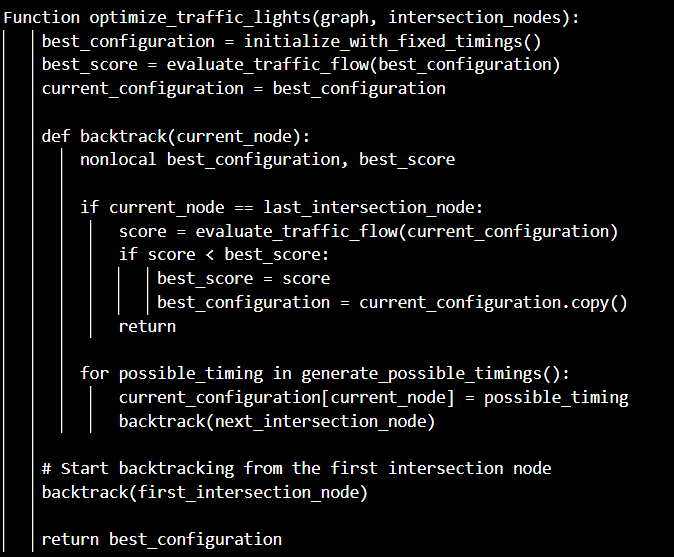 Function optimize_traffic_lights(graph, intersection_nodes):
best_configuration = initialize_with_fixed_timings()
best_score = evaluate_traffic_flow(best_configuration)
current_configuration = best_configuration
def backtrack(current_node):
nonlocal best_configuration, best_score
if current_node == last_intersection_node:
score = evaluate_traffic_flow(current_configuration)
if score < best_score:
best_score = score
best_configuration = current_configuration.copy()
return
for possible_timing in generate_possible_timings():
current_configuration[current_node] = possible_timing
backtrack(next_intersection_node)
# Start backtracking from the first intersection node
backtrack(first_intersection_node)
return best_configuration